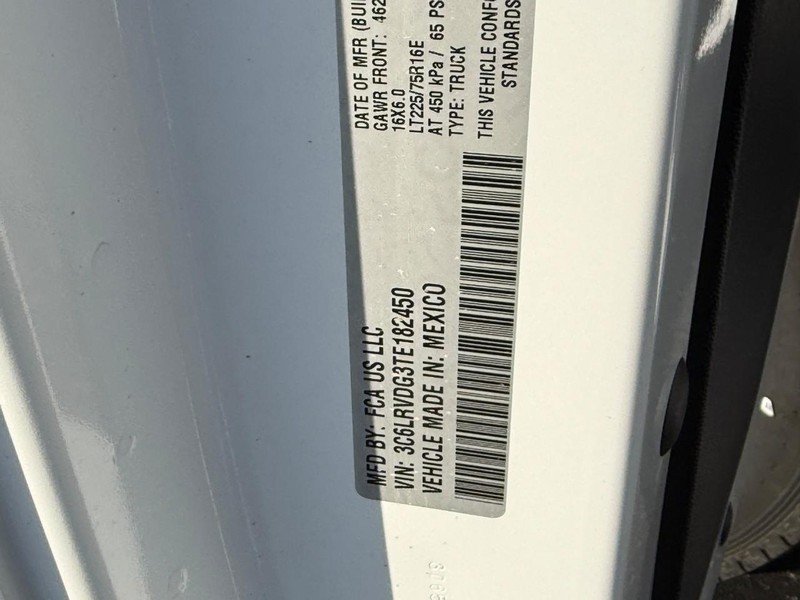 MFD BY: FCA US LLC
VIN: 3C6LRVDG3TE182450
VEHICLE MADE IN: MEXICO
DATE OF MFR
GAWR FRONT: 462
16X6.0
LT225/75R16E
AT 450 kPa / 65 PS
TYPE: TRUCK
THIS VEHICLE CONF
STANDARDS